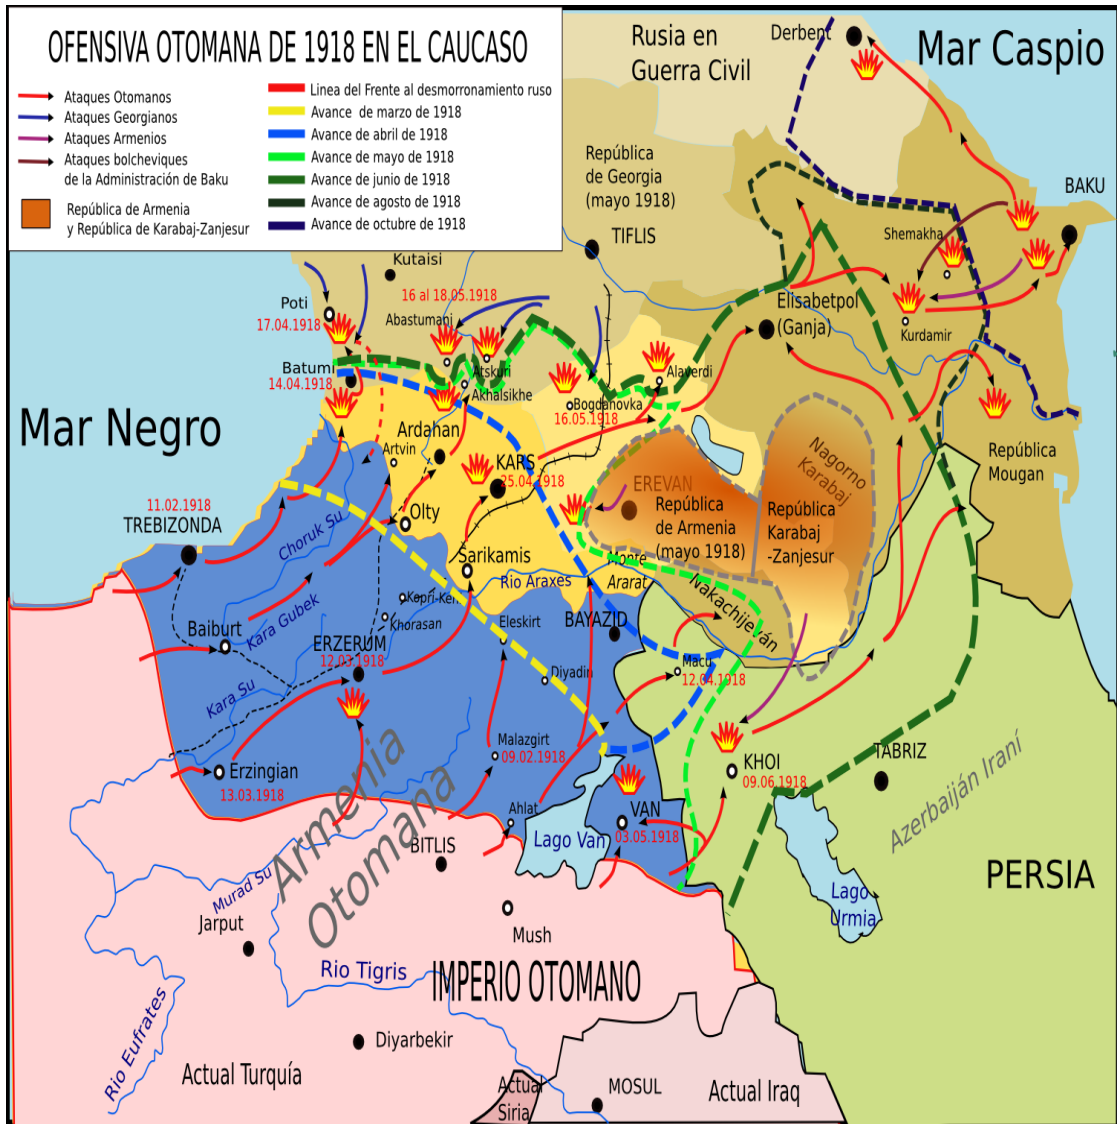 OFENSIVA OTOMANA DE 1918 EN EL CAUCASO
Ataques Otomanos
Ataques Georgianos
Ataques Armenios
Ataques bolcheviques
de la Administración de Baku
República de Armenia
y República de Karabaj-Zanjesur
Linea del Frente al desmorronamiento ruso
Avance de marzo de 1918
Avance de abril de 1918
Avance de mayo de 1918
Avance de junio de 1918
Avance de agosto de 1918
Avance de octubre de 1918
Rusia en
Guerra Civil
Derbent
Mar Caspio
República
de Georgia
(mayo 1918)
BAKU
TIFLIS
Shemakha
Kutaisi
16 al 18.05.1918
Poti
17.04.1918
Abastumani
Elisabetpol
(Ganja)
Kurdamir
Batumi
14.04.1918
Atskuri
Akhalsikhe
Alaverdi
Bogdanovka
16.05.1918
Mar Negro
Ardahan
Artvin
KARS
25.04.1918
Nagorno
Karabaj
República
Mougan
EREVAN
República
de Armenia
(mayo 1918)
República
Karabaj
-Zanjesur
11.02.1918
TREBIZONDA
Olty
Choruk Su
Sarikamis
Rio Araxes
Monte
Ararat
Nakachijeván
Kopri-Ken
Khorasan
Kara Gubek
Baiburt
ERZERUM
12.03.1918
Eleskirt
BAYAZID
Diyadin
Macu
12.04.1918
Kara Su
Malazgirt
09.02.1918
Erzingian
13.03.1918
KHOI
09.06.1918
TABRIZ
Azerbaiján Iraní
Armenia
Otomana
Ahlat
Lago Van
VAN
03.05.1918
BITLIS
PERSIA
Lago
Urmia
Murad Su
Jarput
Mush
Rio Tigris
IMPERIO OTOMANO
Rio Eufrates
Diyarbekir
Actual Turquía
Actual
Siria
MOSUL
Actual Iraq